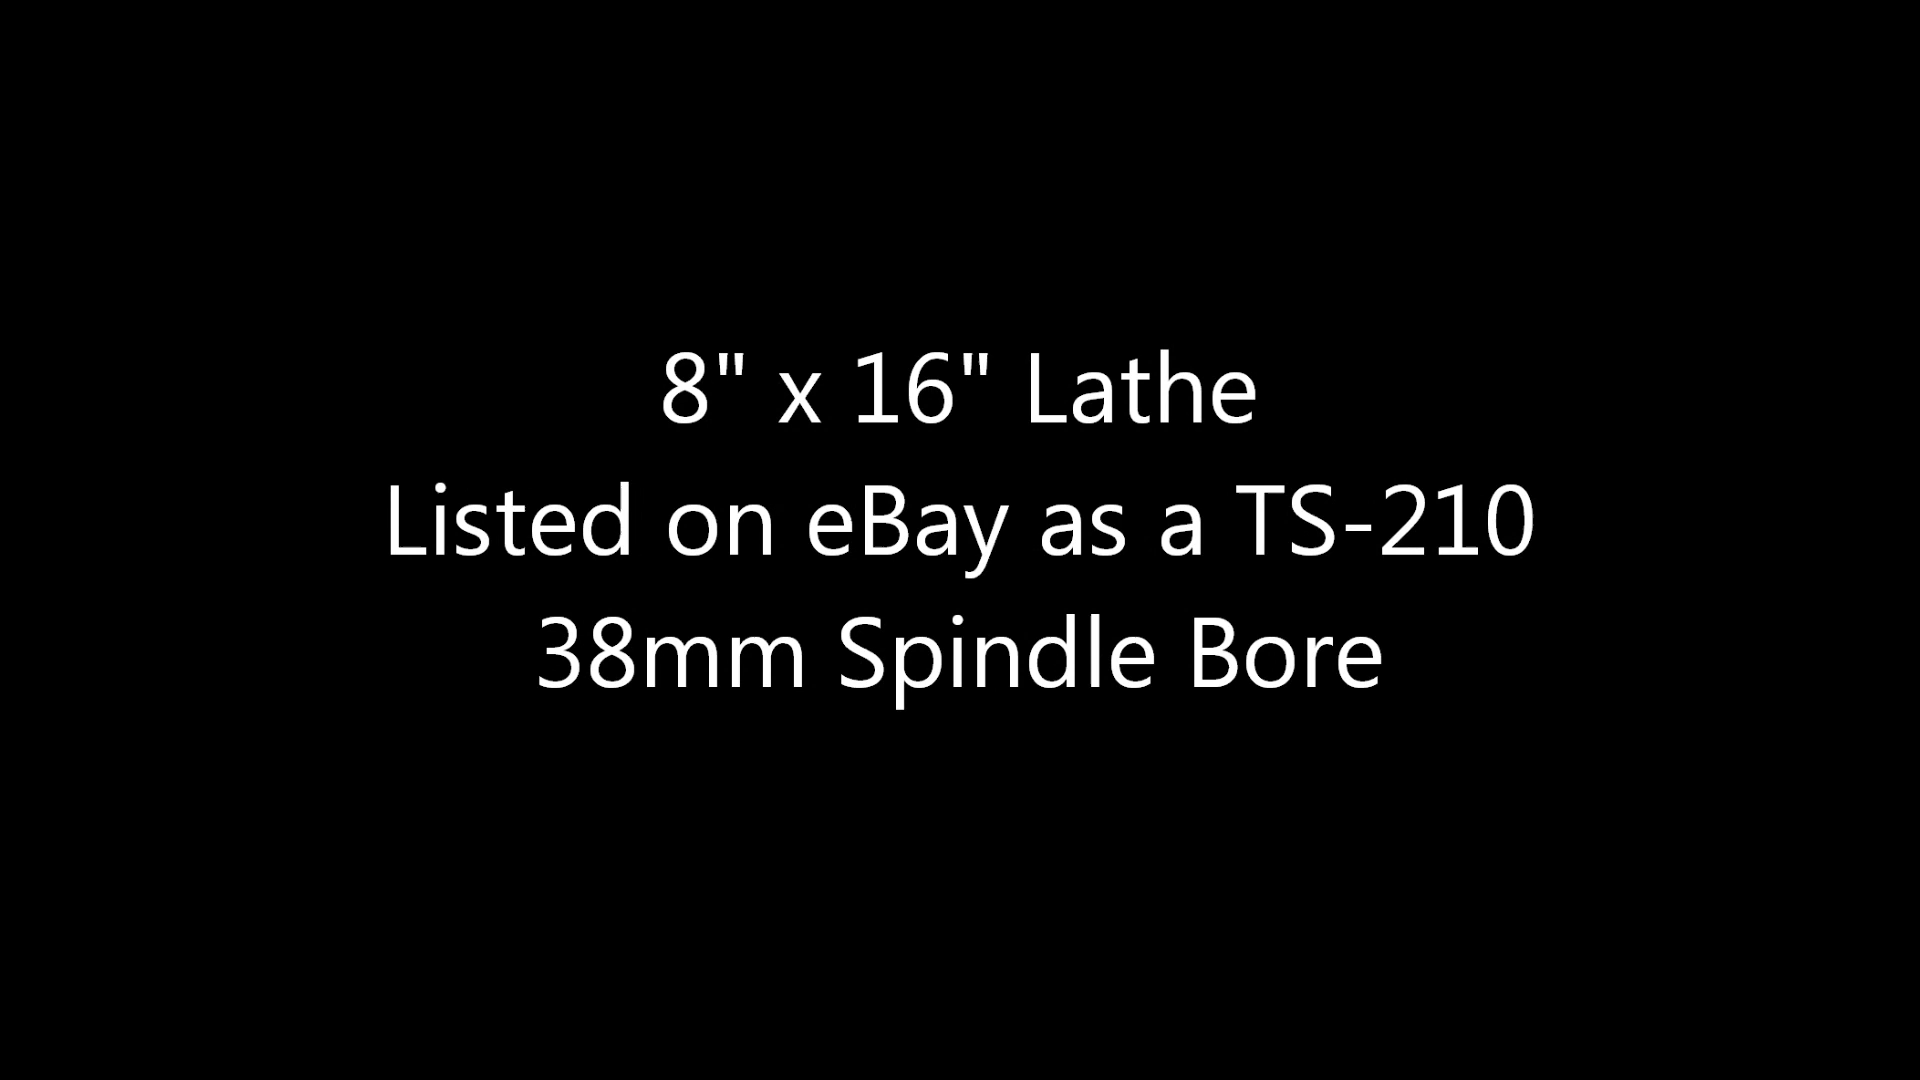 8" x 16" Lathe
Listed on eBay as a TS-210
38mm Spindle Bore